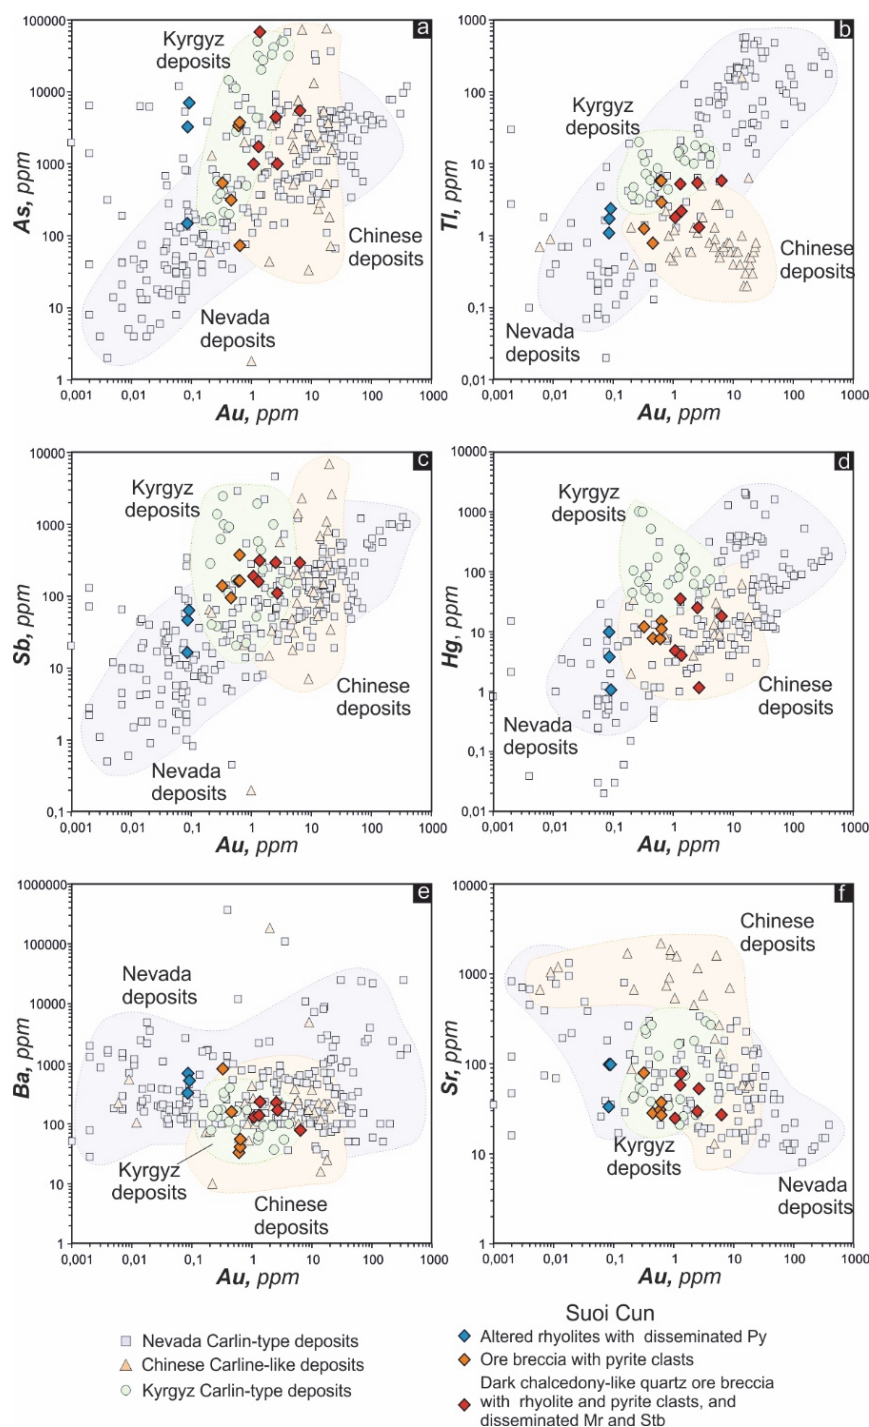 a
100000
10000
1000
100
10
1
As, ppm
Kyrgyz
deposits
Chinese
deposits
Nevada
deposits
0,001 0,01 0,1 1 10 100 1000
Au, ppm
b
1000
100
10
1
0,1
0,01
Tl, ppm
Kyrgyz
deposits
Chinese
deposits
Nevada
deposits
0,001 0,01 0,1 1 10 100 1000
Au, ppm
c
10000
1000
100
10
1
0,1
Sb, ppm
Kyrgyz
deposits
Chinese
deposits
Nevada
deposits
0,001 0,01 0,1 1 10 100 1000
Au, ppm
d
10000
1000
100
10
1
0,1
0,01
Hg, ppm
Kyrgyz
deposits
Chinese
deposits
Nevada
deposits
0,001 0,01 0,1 1 10 100 1000
Au, ppm
e
1000000
100000
10000
1000
100
10
1
Ba, ppm
Nevada
deposits
Kyrgyz
deposits
Chinese
deposits
0,001 0,01 0,1 1 10 100 1000
Au, ppm
f
10000
1000
100
10
1
Sr, ppm
Chinese
deposits
Kyrgyz
deposits
Nevada
deposits
0,001 0,01 0,1 1 10 100 1000
Au, ppm
Nevada Carlin-type deposits
Chinese Carline-like deposits
Kyrgyz Carlin-type deposits
Suoi Cun
Altered rhyolites with disseminated Py
Ore breccia with pyrite clasts
Dark chalcedony-like quartz ore breccia
with rhyolite and pyrite clasts, and
disseminated Mr and Stb